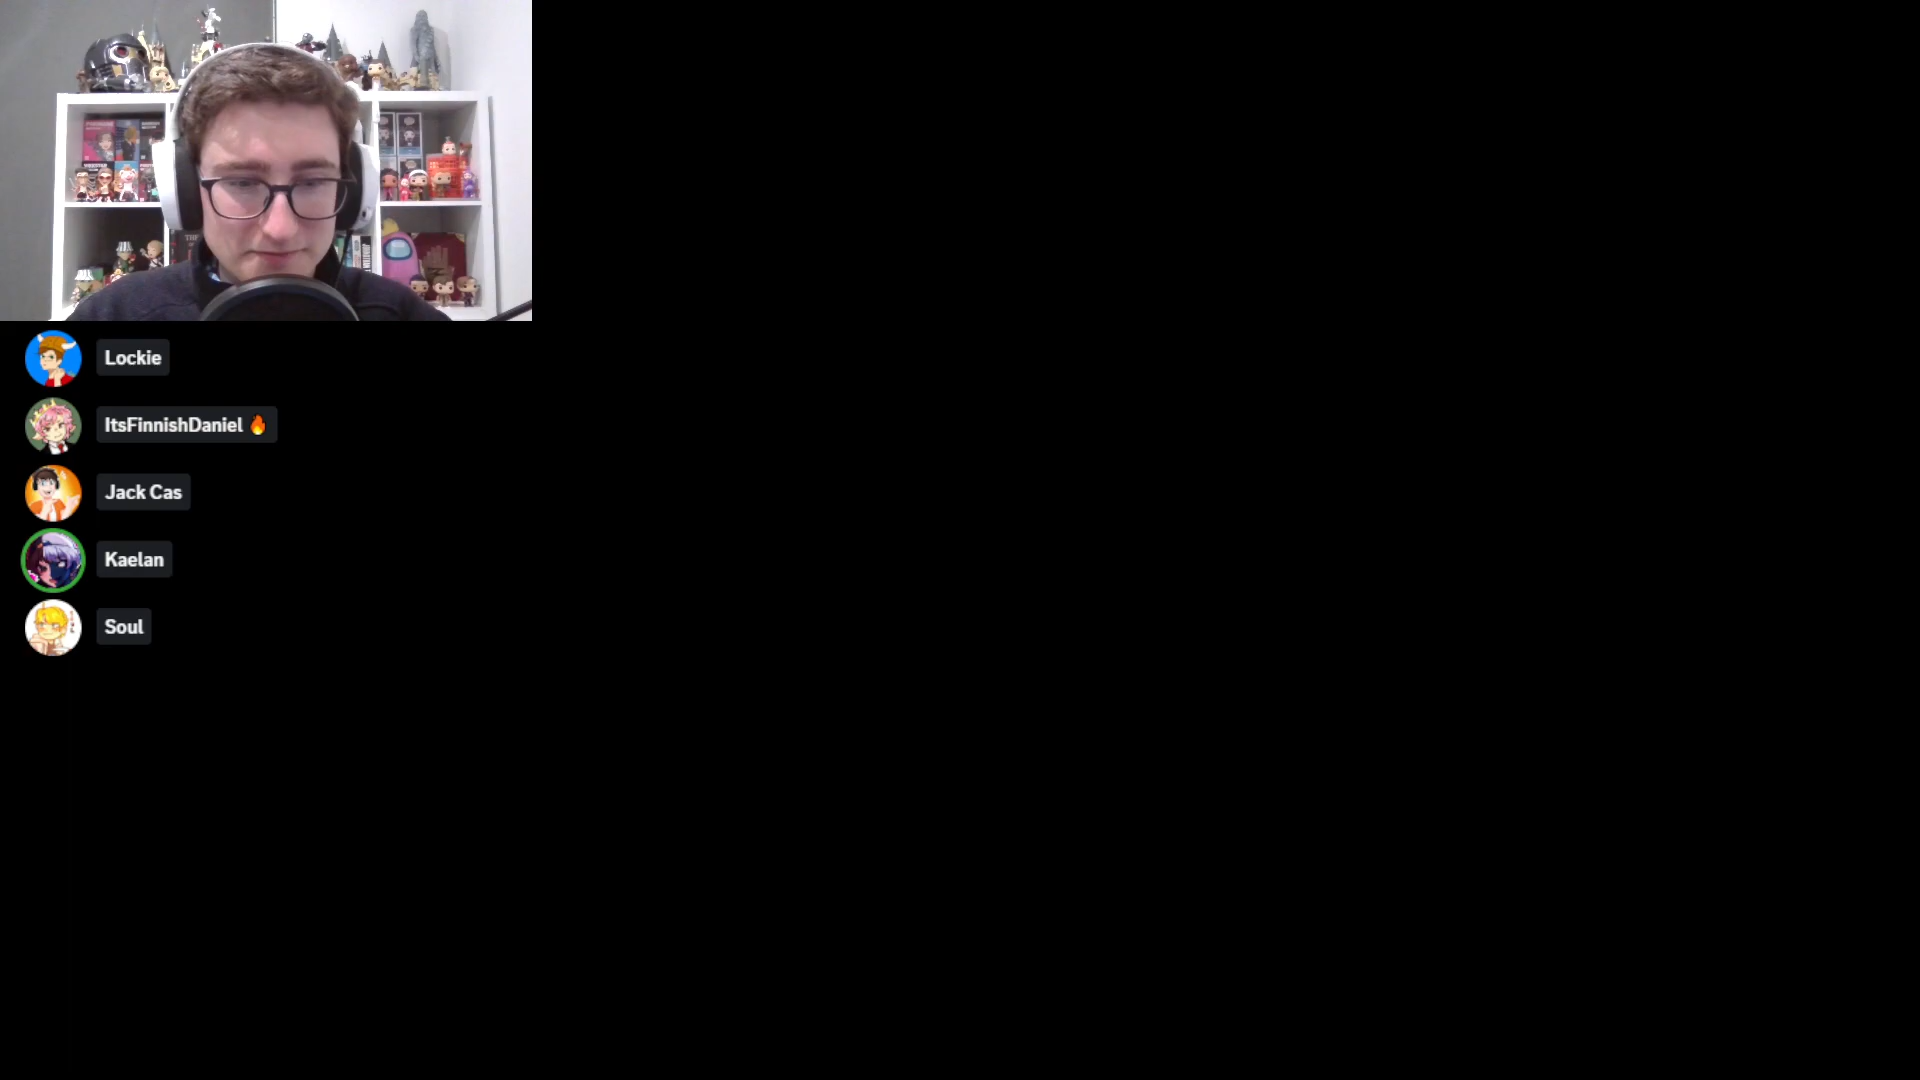 Lockie
ItsFinnishDaniel 🔥
Jack Cas
Kaelan
Soul